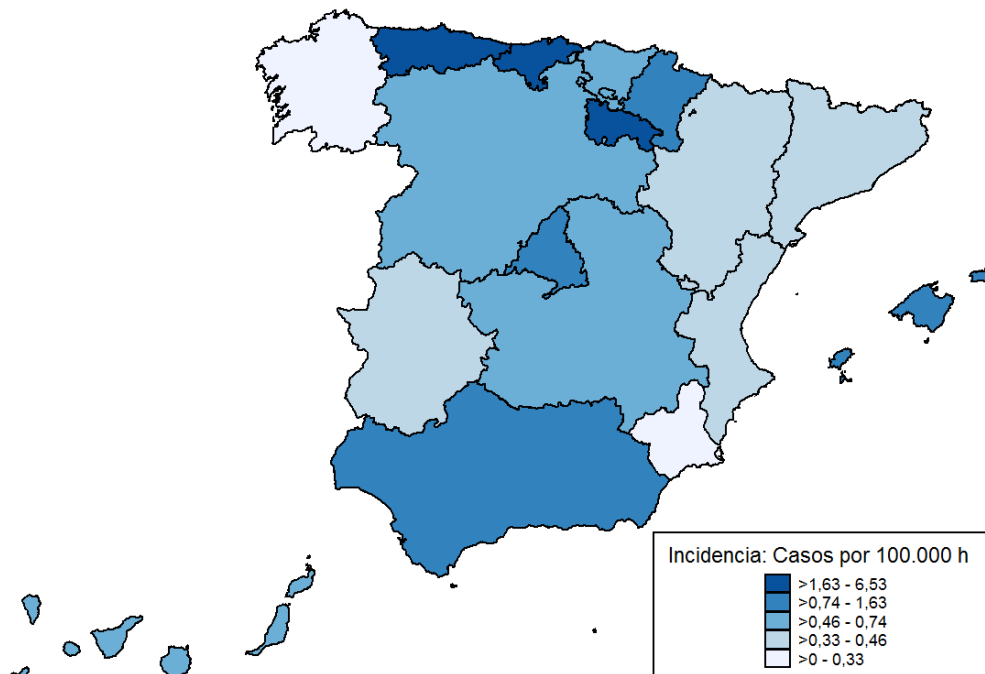 Incidencia: Casos por 100.000 h
>1,63 - 6,53
>0,74 - 1,63
>0,46 - 0,74
>0,33 - 0,46
>0 - 0,33